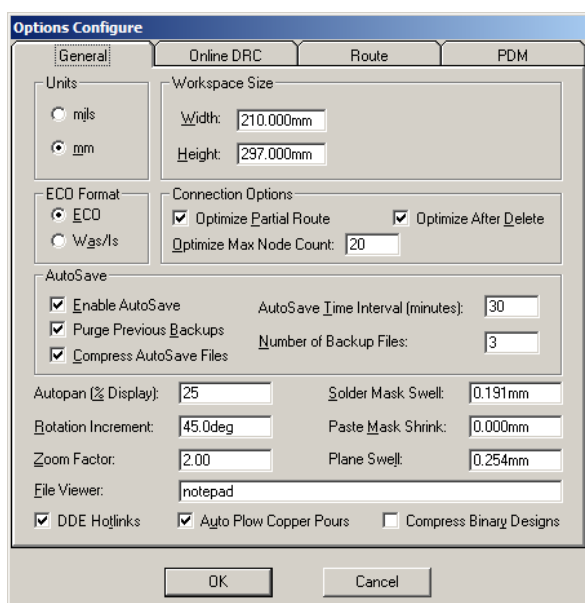 Options Configure
General Online DRC Route PDM
Units
mils
mm
Workspace Size
Width: 210.000mm
Height: 297.000mm
ECO Format
ECO
Was/Is
Connection Options
Optimize Partial Route Optimize After Delete
Optimize Max Node Count: 20
AutoSave
Enable AutoSave
Purge Previous Backups
Compress AutoSave Files
AutoSave Time Interval (minutes): 30
Number of Backup Files: 3
Autopan (% Display): 25 Solder Mask Swell: 0.191mm
Rotation Increment: 45.0deg Paste Mask Shrink: 0.000mm
Zoom Factor: 2.00 Plane Swell: 0.254mm
File Viewer: notepad
DDE Hotlinks Auto Plow Copper Pours Compress Binary Designs
OK Cancel